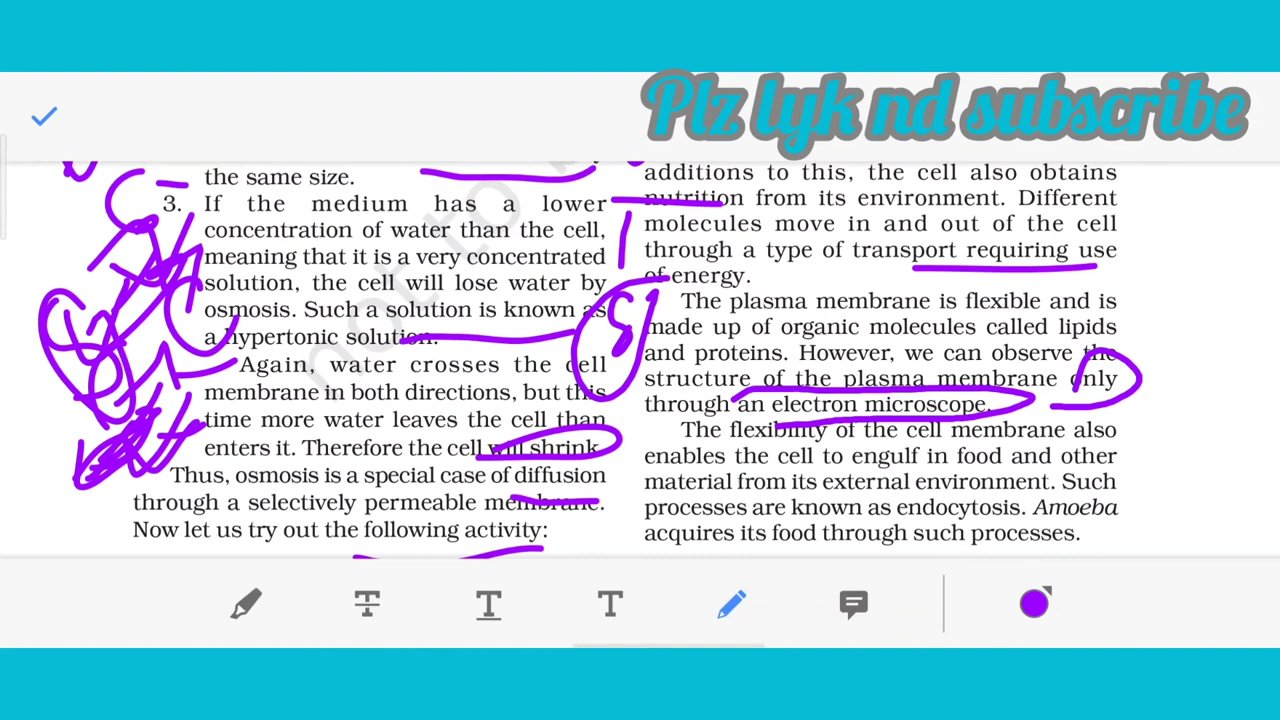 Plz lyk nd subscribe
the same size.
3. If the medium has a lower
concentration of water than the cell,
meaning that it is a very concentrated
solution, the cell will lose water by
osmosis. Such a solution is known as
a hypertonic solution.
Again, water crosses the cell
membrane in both directions, but this
time more water leaves the cell than
enters it. Therefore the cell will shrink.
Thus, osmosis is a special case of diffusion
through a selectively permeable membrane.
Now let us try out the following activity:
additions to this, the cell also obtains
nutrition from its environment. Different
molecules move in and out of the cell
through a type of transport requiring use
of energy.
The plasma membrane is flexible and is
made up of organic molecules called lipids
and proteins. However, we can observe the
structure of the plasma membrane only
through an electron microscope.
The flexibility of the cell membrane also
enables the cell to engulf in food and other
material from its external environment. Such
processes are known as endocytosis. Amoeba
acquires its food through such processes.